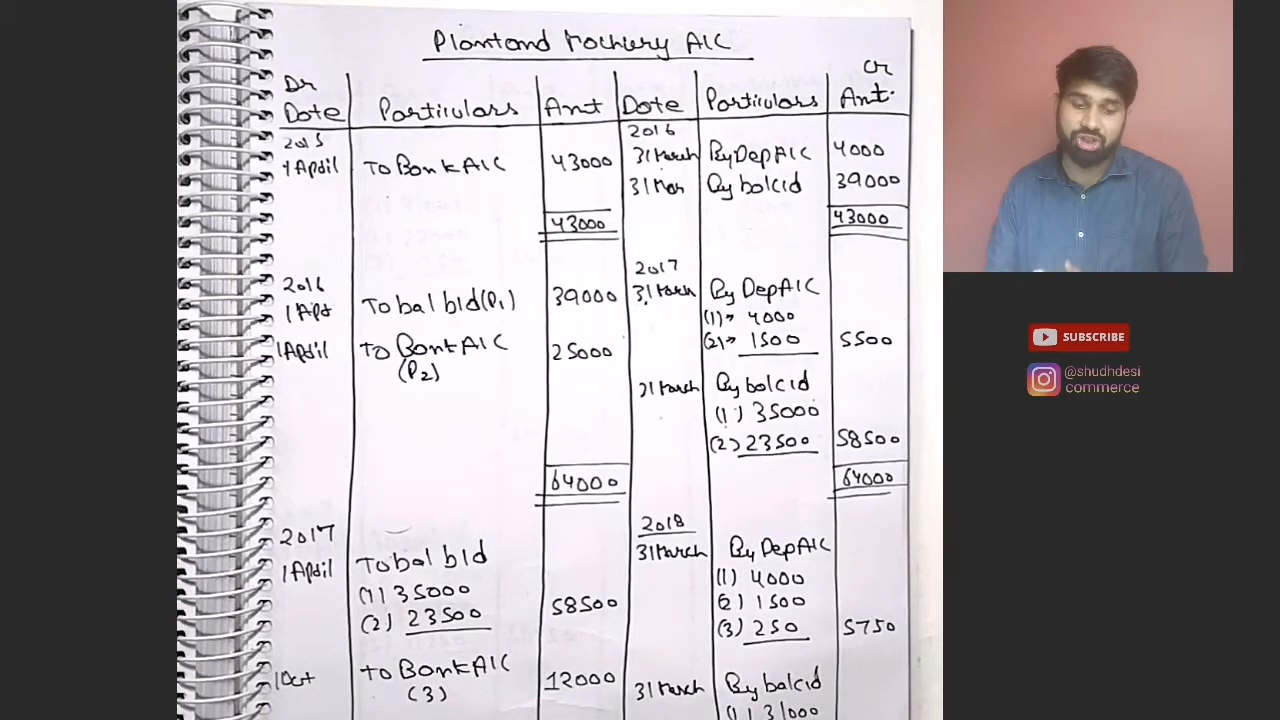 Plant and Machinery A/C
Dr Cr
Date Particulars Amt Date Particulars Amt.
2015 2016
1 April To Bank A/C 43000 31 March By Dep A/C 4000
31 Mar By bal c/d 39000
43000 43000
2016 2017
1 Apr To bal b/d (P1) 39000 31 March By Dep A/C
(1)→ 4000
1 April To Bank A/C 25000 (2)→ 1500 5500
(P2)
31 March By bal c/d
(1) 35000
(2) 23500 58500
64000 64000
2017 2018
1 April To bal b/d 31 March By Dep A/C
(1) 35000 (1) 4000
(2) 23500 58500 (2) 1500
(3) 250 5750
1 Oct To Bank A/C 12000 31 March By bal c/d
(3) (1) 31000
SUBSCRIBE
@shudhdesi
commerce